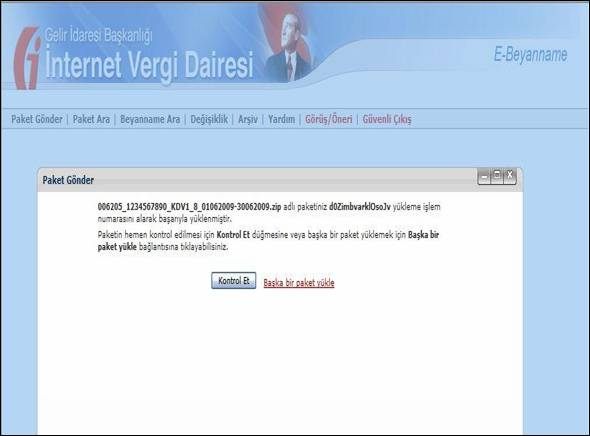 Gelir İdaresi Başkanlığı
İnternet Vergi Dairesi
E-Beyanname
Paket Gönder | Paket Ara | Beyanname Ara | Değişiklik | Arşiv | Yardım | Görüş/Öneri | Güvenli Çıkış
Paket Gönder
006205_1234567890_KDV1_8_01062009-30062009.zip adlı paketiniz d0ZimbvarklOsoJv yükleme işlem
numarasını alarak başarıyla yüklenmiştir.
Paketin hemen kontrol edilmesi için Kontrol Et düğmesine veya başka bir paket yüklemek için Başka bir
paket yükle bağlantısına tıklayabilisiniz.
Kontrol Et Başka bir paket yükle